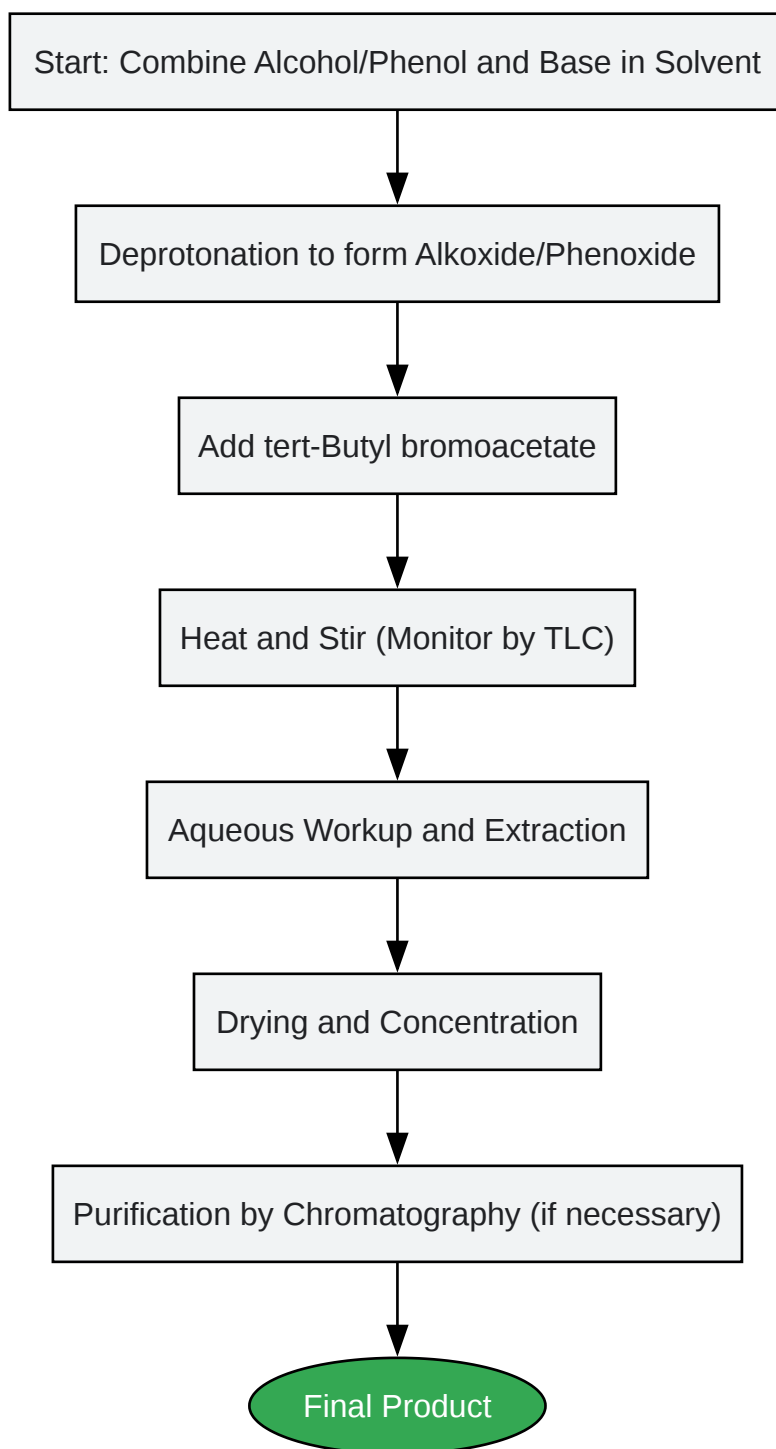 Start: Combine Alcohol/Phenol and Base in Solvent
Deprotonation to form Alkoxide/Phenoxide
Add tert-Butyl bromoacetate
Heat and Stir (Monitor by TLC)
Aqueous Workup and Extraction
Drying and Concentration
Purification by Chromatography (if necessary)
Final Product